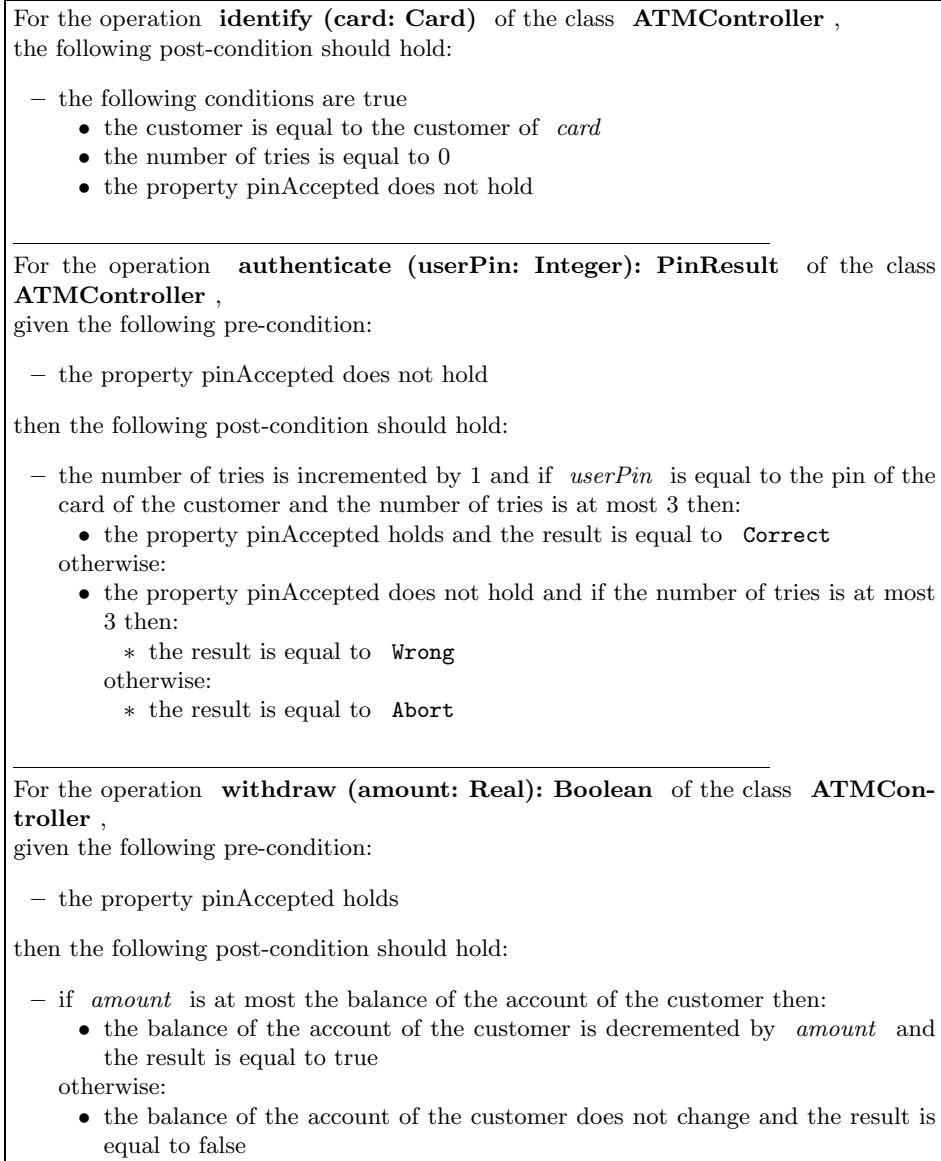 For the operation identify (card: Card) of the class ATMController ,
the following post-condition should hold:
– the following conditions are true
• the customer is equal to the customer of card
• the number of tries is equal to 0
• the property pinAccepted does not hold
For the operation authenticate (userPin: Integer): PinResult of the class
ATMController ,
given the following pre-condition:
– the property pinAccepted does not hold
then the following post-condition should hold:
– the number of tries is incremented by 1 and if userPin is equal to the pin of the
card of the customer and the number of tries is at most 3 then:
• the property pinAccepted holds and the result is equal to Correct
otherwise:
• the property pinAccepted does not hold and if the number of tries is at most
3 then:
∗ the result is equal to Wrong
otherwise:
∗ the result is equal to Abort
For the operation withdraw (amount: Real): Boolean of the class ATMCon-
troller ,
given the following pre-condition:
– the property pinAccepted holds
then the following post-condition should hold:
– if amount is at most the balance of the account of the customer then:
• the balance of the account of the customer is decremented by amount and
the result is equal to true
otherwise:
• the balance of the account of the customer does not change and the result is
equal to false